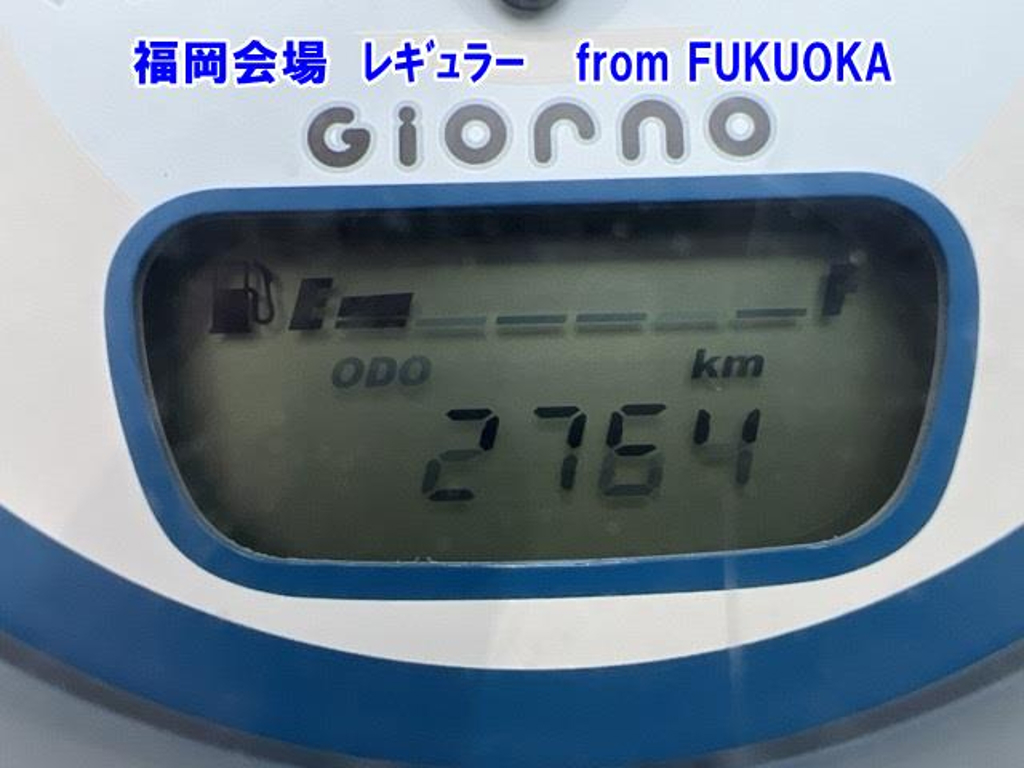 福岡会場 ﾚｷﾞｭﾗｰ from FUKUOKA
Giorno
E F
ODO km
2764